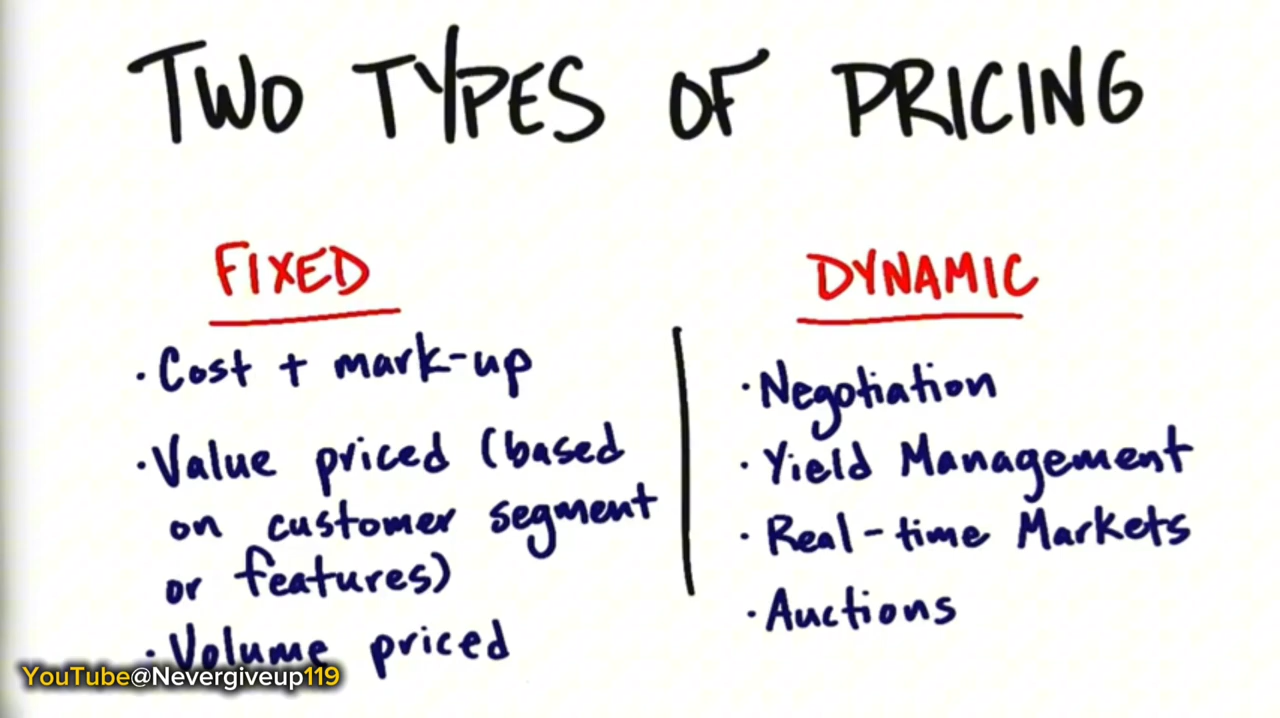 TWO TYPES OF PRICING
FIXED
· Cost + mark-up
· Value priced (based
on customer segment
or features)
· Volume priced
DYNAMIC
· Negotiation
· Yield Management
· Real-time Markets
· Auctions
YouTube@Nevergiveup119